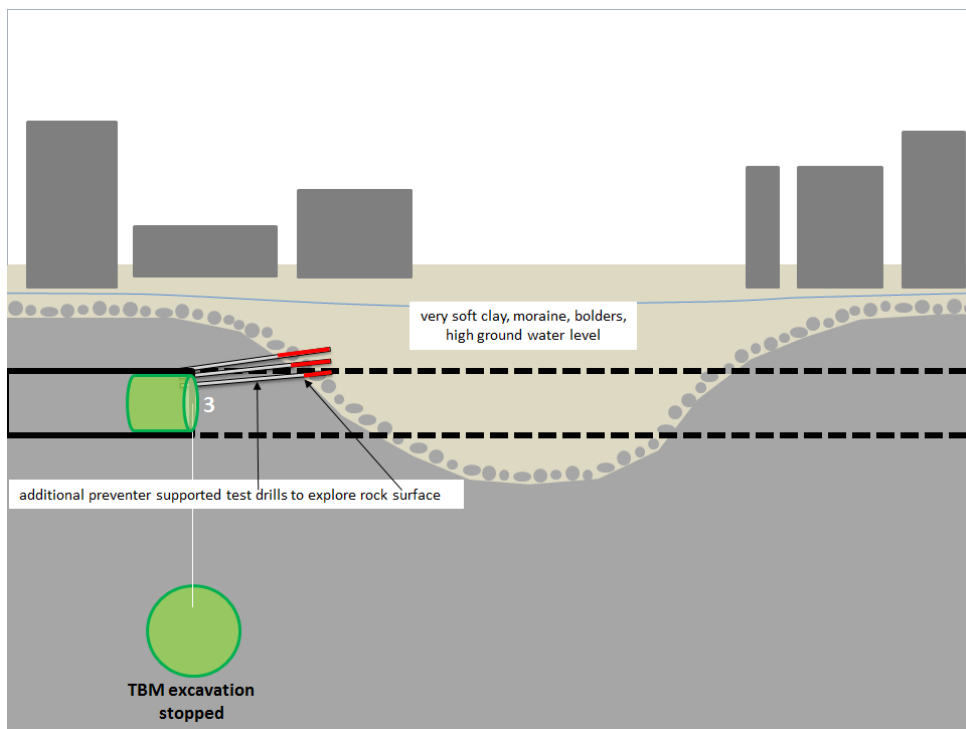 very soft clay, moraine, bolders,
high ground water level
3
additional preventer supported test drills to explore rock surface
TBM excavation
stopped